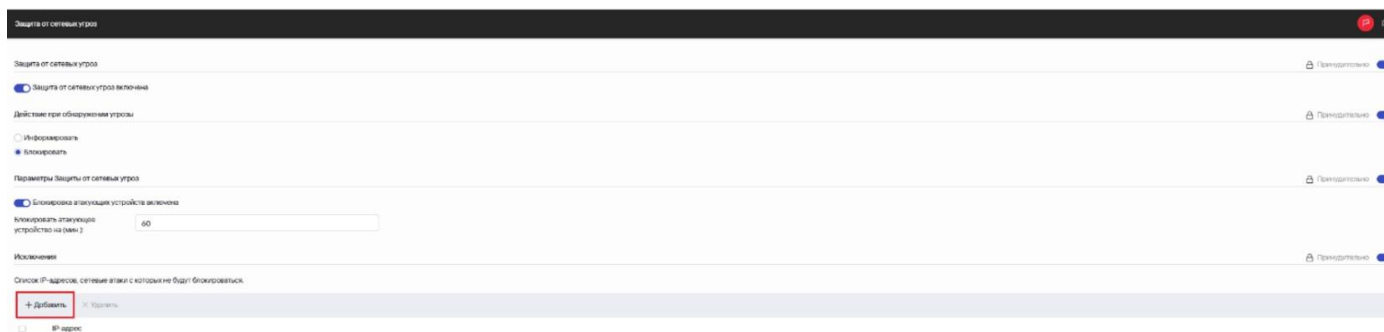 Защита от сетевых угроз
Защита от сетевых угроз
Принудительно
Защита от сетевых угроз включена
Действие при обнаружении угрозы
Принудительно
Информировать
Блокировать
Параметры Защиты от сетевых угроз
Принудительно
Блокировка атакующих устройств включена
Блокировать атакующее
устройство на (мин.):
60
Исключения
Принудительно
Список IP-адресов, сетевые атаки с которых не будут блокироваться.
+ Добавить
× Удалить
IP-адрес